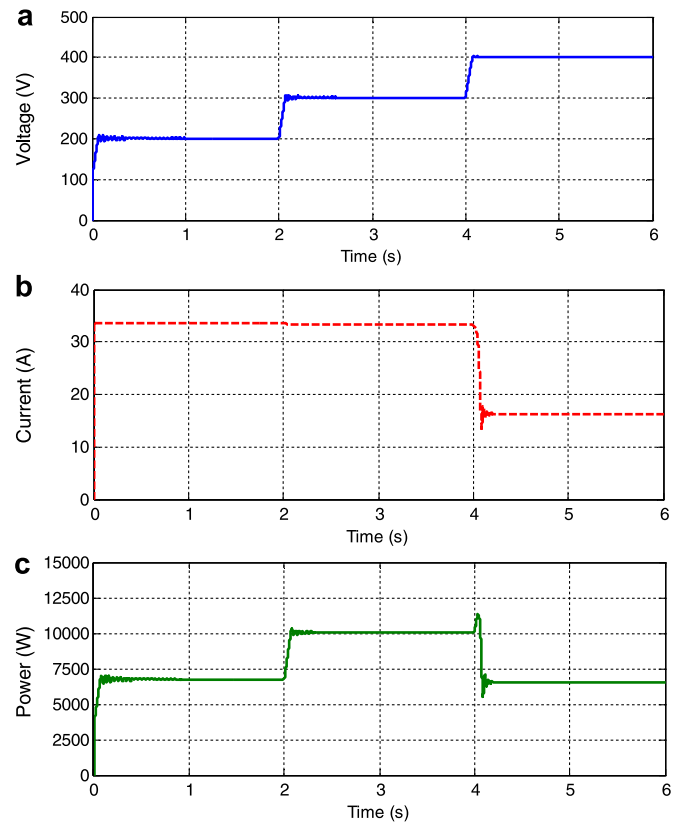 a
500
400
300
200
100
0
Voltage (V)
0 1 2 3 4 5 6
Time (s)
b
40
30
20
10
0
Current (A)
0 1 2 3 4 5 6
Time (s)
c
15000
12500
10000
7500
5000
2500
0
Power (W)
0 1 2 3 4 5 6
Time (s)